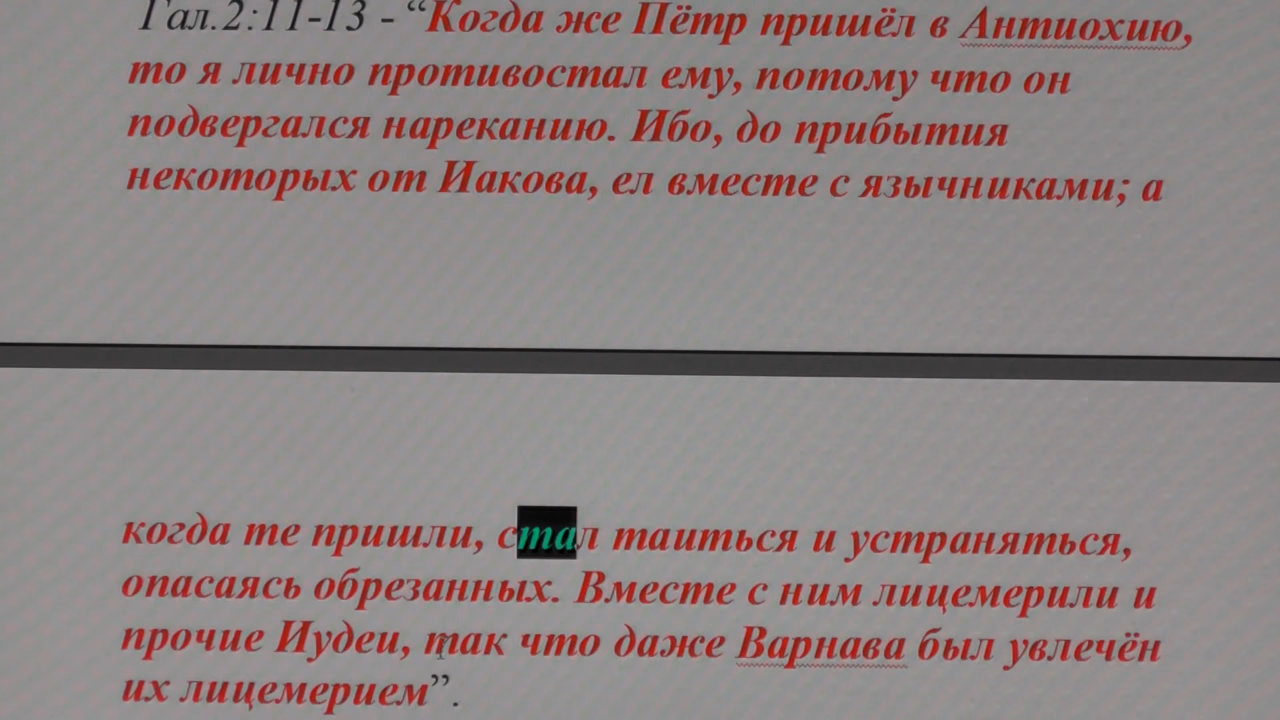 Гал.2:11-13 - “Когда же Пётр пришёл в Антиохию,
то я лично противостал ему, потому что он
подвергался нареканию. Ибо, до прибытия
некоторых от Иакова, ел вместе с язычниками; а
когда те пришли, стал таиться и устраняться,
опасаясь обрезанных. Вместе с ним лицемерили и
прочие Иудеи, так что даже Варнава был увлечён
их лицемерием”.